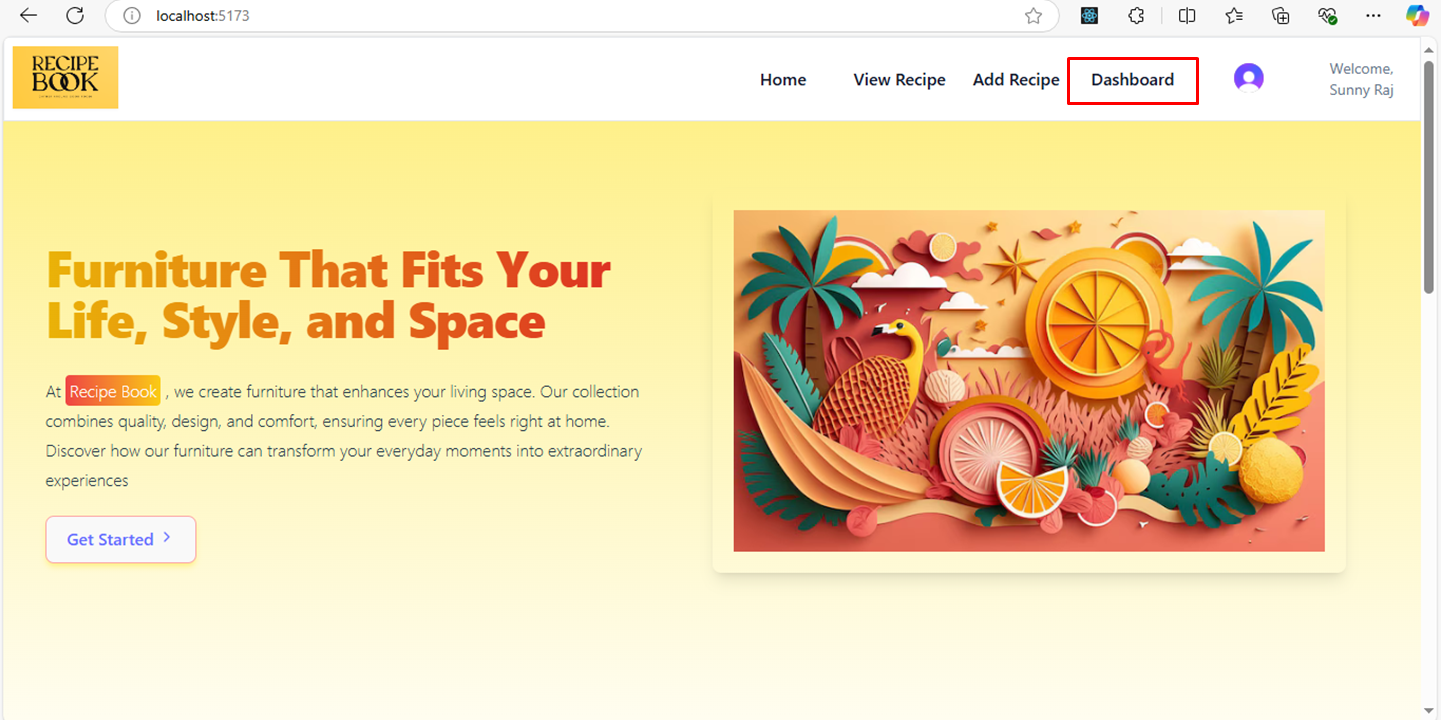 localhost:5173
RECIPE
BOOK
Home View Recipe Add Recipe Dashboard
Welcome,
Sunny Raj
Furniture That Fits Your
Life, Style, and Space
At Recipe Book , we create furniture that enhances your living space. Our collection
combines quality, design, and comfort, ensuring every piece feels right at home.
Discover how our furniture can transform your everyday moments into extraordinary
experiences
Get Started